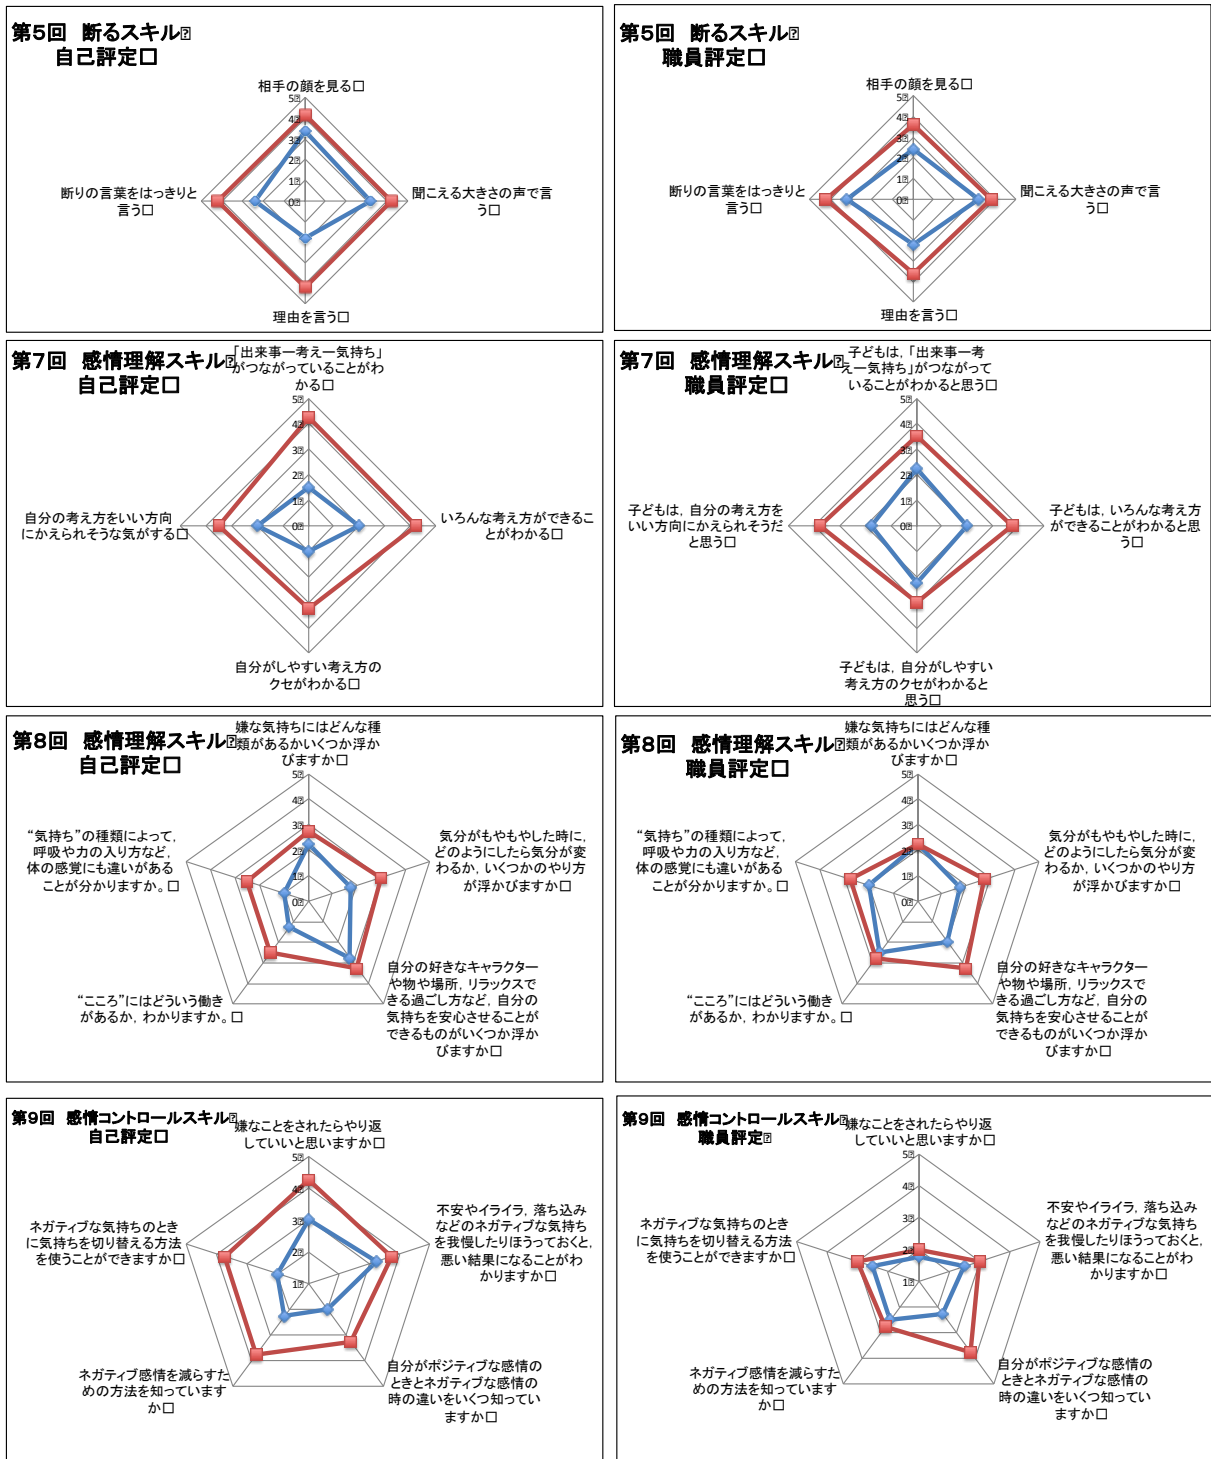 第5回 断るスキル
自己評定□
相手の顔を見る□
5
4
3
2
1
0
断りの言葉をはっきりと
言う□
聞こえる大きさの声で言
う□
理由を言う□
第5回 断るスキル
職員評定□
相手の顔を見る□
5
4
3
2
1
0
断りの言葉をはっきりと
言う□
聞こえる大きさの声で言
う□
理由を言う□
第7回 感情理解スキル
自己評定□
「出来事ー考えー気持ち」
がつながっていることがわ
かる□
5
4
3
2
1
0
自分の考え方をいい方向
にかえられそうな気がする□
いろんな考え方ができるこ
とがわかる□
自分がしやすい考え方の
クセがわかる□
第7回 感情理解スキル
職員評定□
子どもは，「出来事ー考
えー気持ち」がつながって
いることがわかると思う□
5
4
3
2
1
0
子どもは，自分の考え方を
いい方向にかえられそうだ
と思う□
子どもは，いろんな考え方
ができることがわかると思
う□
子どもは，自分がしやすい
考え方のクセがわかると
思う□
第8回 感情理解スキル
自己評定□
嫌な気持ちにはどんな種
類があるかいくつか浮か
びますか□
5
4
3
2
1
0
“気持ち”の種類によって，
呼吸や力の入り方など，
体の感覚にも違いがある
ことが分かりますか。□
気分がもやもやした時に，
どのようにしたら気分が変
わるか，いくつかのやり方
が浮かびますか□
“こころ”にはどういう働き
があるか，わかりますか。□
自分の好きなキャラクター
や物や場所，リラックスで
きる過ごし方など，自分の
気持ちを安心させることが
できるものがいくつか浮か
びますか□
第8回 感情理解スキル
職員評定□
嫌な気持ちにはどんな種
類があるかいくつか浮か
びますか□
5
4
3
2
1
0
“気持ち”の種類によって，
呼吸や力の入り方など，
体の感覚にも違いがある
ことが分かりますか。□
気分がもやもやした時に，
どのようにしたら気分が変
わるか，いくつかのやり方
が浮かびますか□
“こころ”にはどういう働き
があるか，わかりますか。□
自分の好きなキャラクター
や物や場所，リラックスで
きる過ごし方など，自分の
気持ちを安心させることが
できるものがいくつか浮か
びますか□
第9回 感情コントロールスキル
自己評定□
嫌なことをされたらやり返
していいと思いますか□
5
4
3
2
1
ネガティブな気持ちのとき
に気持ちを切り替える方法
を使うことができますか□
不安やイライラ，落ち込み
などのネガティブな気持ち
を我慢したりほうっておくと，
悪い結果になることがわ
かりますか□
ネガティブ感情を減らすた
めの方法を知っています
か□
自分がポジティブな感情の
ときとネガティブな感情の
時の違いをいくつ知ってい
ますか□
第9回 感情コントロールスキル
職員評定
嫌なことをされたらやり返
していいと思いますか□
5
4
3
2
1
ネガティブな気持ちのとき
に気持ちを切り替える方法
を使うことができますか□
不安やイライラ，落ち込み
などのネガティブな気持ち
を我慢したりほうっておくと，
悪い結果になることがわ
かりますか□
ネガティブ感情を減らすた
めの方法を知っています
か□
自分がポジティブな感情の
ときとネガティブな感情の
時の違いをいくつ知ってい
ますか□